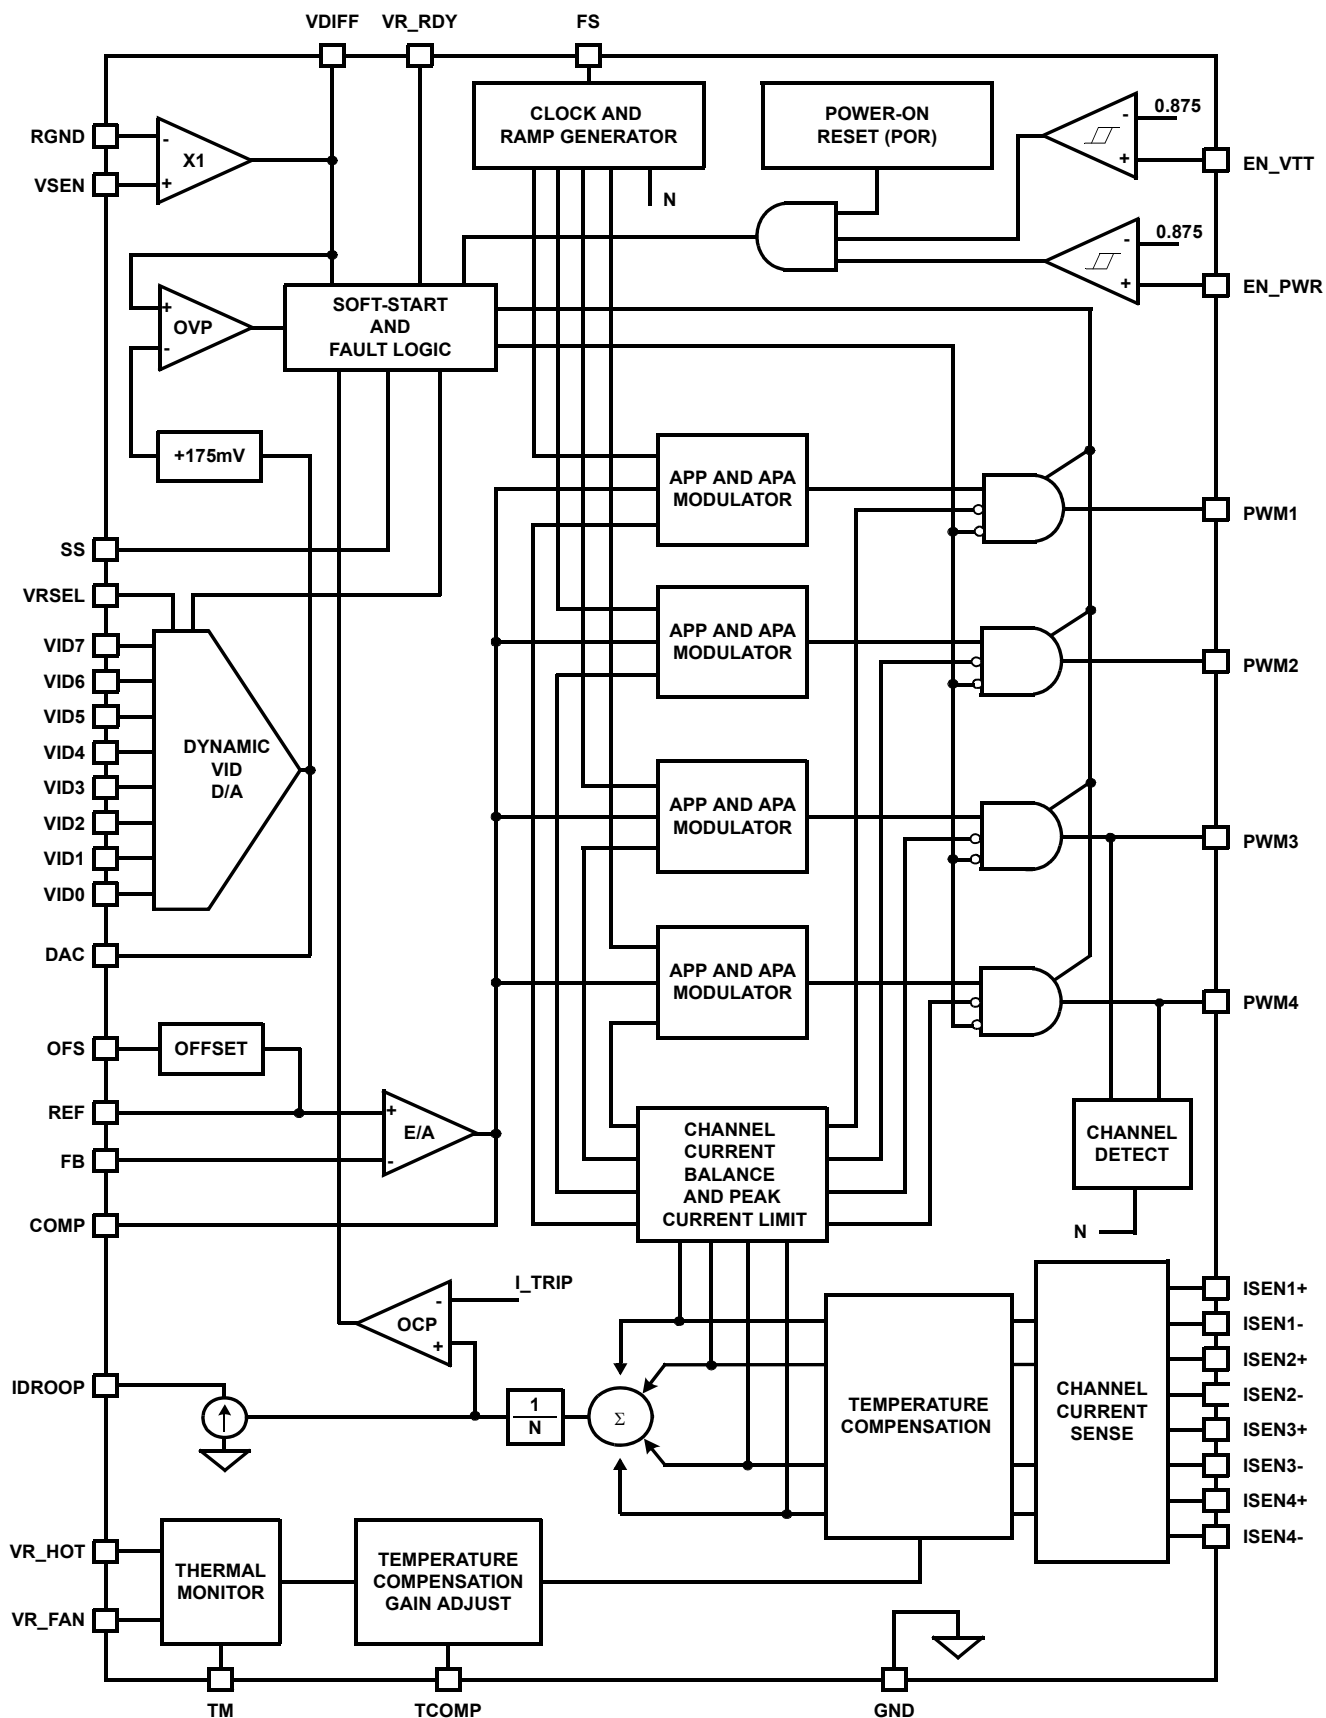 VDIFF
VR_RDY
FS
RGND
VSEN
-
X1
+
CLOCK AND
RAMP GENERATOR
N
POWER-ON
RESET (POR)
0.875
-
+
EN_VTT
0.875
-
+
EN_PWR
+
OVP
-
SOFT-START
AND
FAULT LOGIC
+175mV
APP AND APA
MODULATOR
PWM1
SS
VRSEL
VID7
VID6
VID5
VID4
VID3
VID2
VID1
VID0
DYNAMIC
VID
D/A
APP AND APA
MODULATOR
PWM2
APP AND APA
MODULATOR
PWM3
DAC
APP AND APA
MODULATOR
PWM4
OFS
OFFSET
REF
FB
+
E/A
-
COMP
CHANNEL
CURRENT
BALANCE
AND PEAK
CURRENT LIMIT
CHANNEL
DETECT
N
I_TRIP
-
OCP
+
IDROOP
1
N
Σ
TEMPERATURE
COMPENSATION
CHANNEL
CURRENT
SENSE
ISEN1+
ISEN1-
ISEN2+
ISEN2-
ISEN3+
ISEN3-
ISEN4+
ISEN4-
VR_HOT
VR_FAN
THERMAL
MONITOR
TEMPERATURE
COMPENSATION
GAIN ADJUST
TM
TCOMP
GND